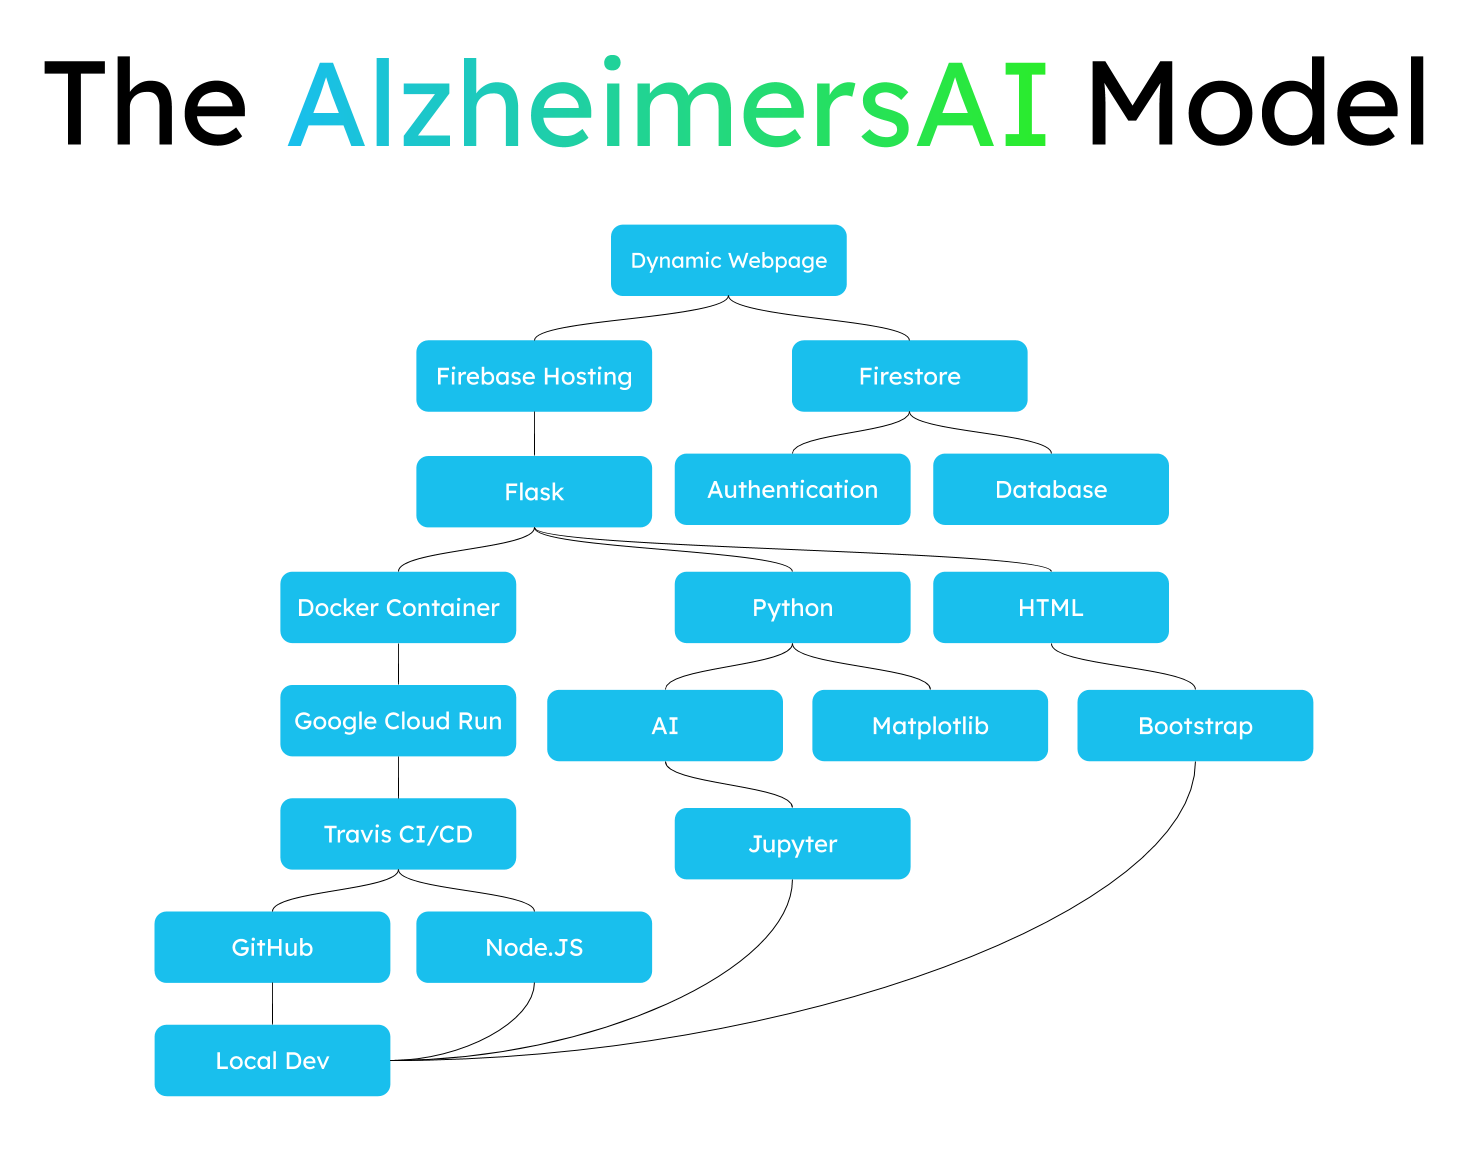 The AlzheimersAI Model
Dynamic Webpage
Firebase Hosting
Firestore
Flask
Authentication
Database
Docker Container
Python
HTML
Google Cloud Run
AI
Matplotlib
Bootstrap
Travis CI/CD
Jupyter
GitHub
Node.JS
Local Dev